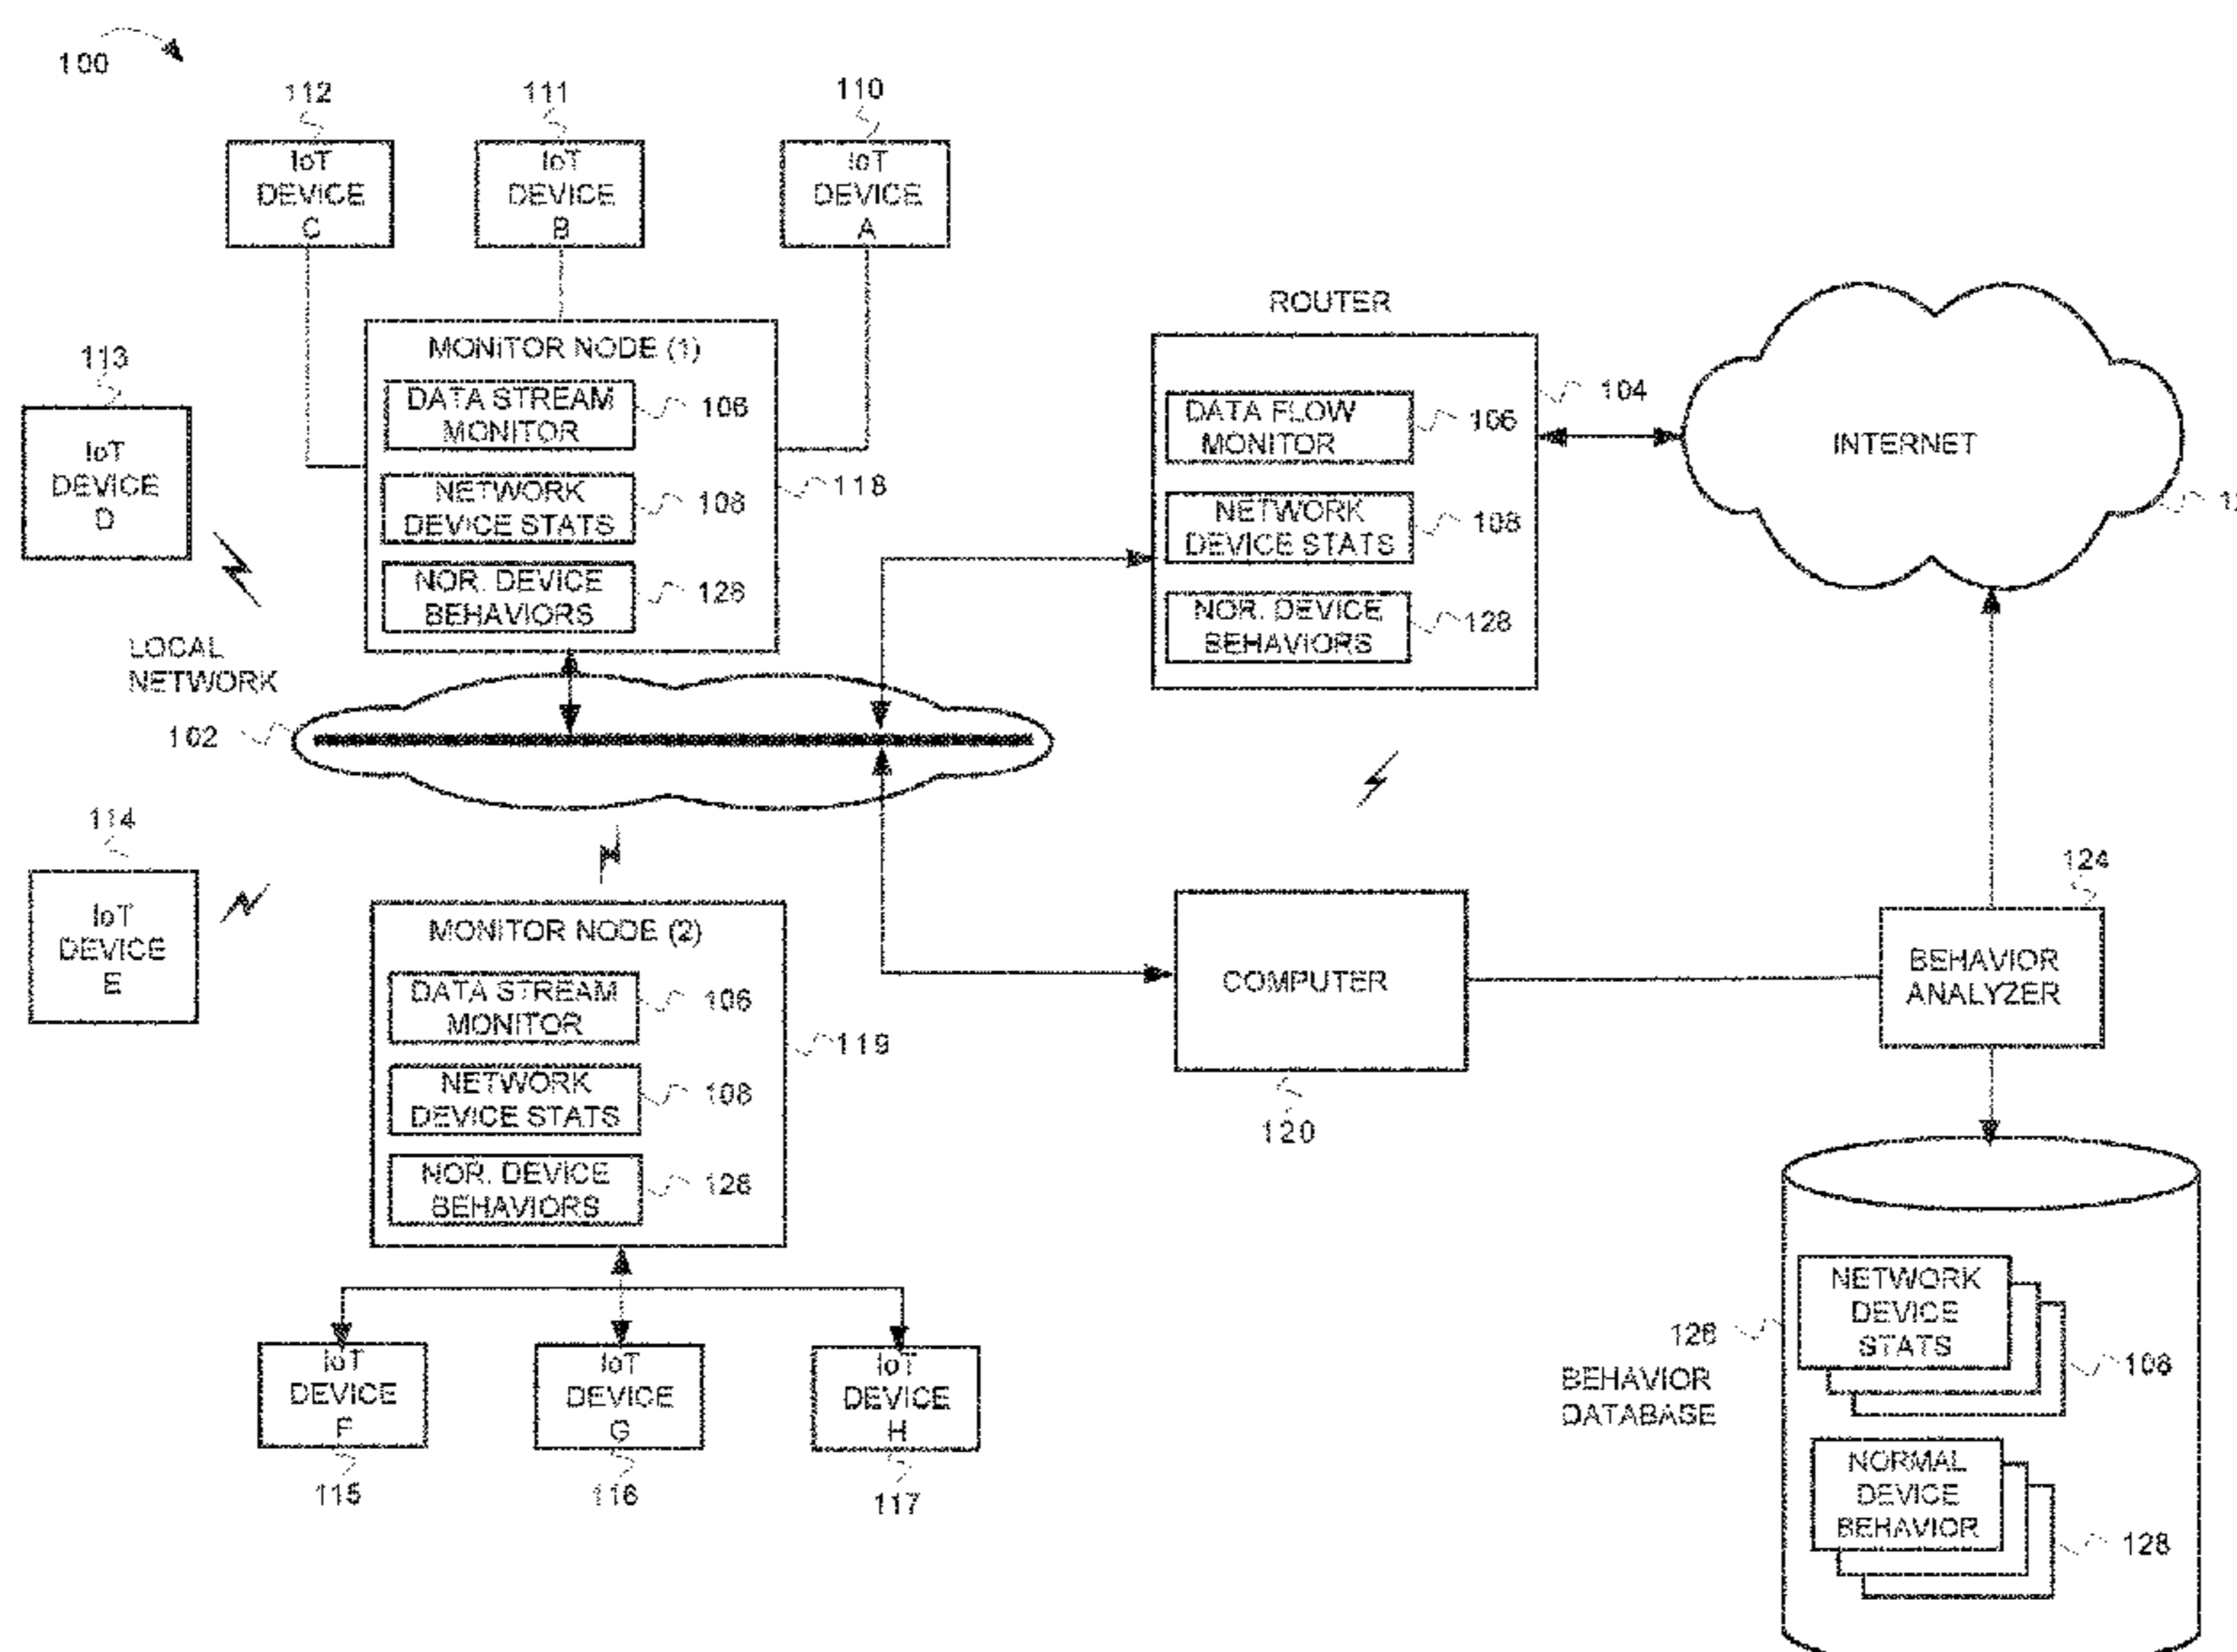 100
112
111
110
IoT
DEVICE
C
IoT
DEVICE
B
IoT
DEVICE
A
113
IoT
DEVICE
D
MONITOR NODE (1)
DATA STREAM
MONITOR
106
NETWORK
DEVICE STATS
108
NOR. DEVICE
BEHAVIORS
128
118
ROUTER
DATA FLOW
MONITOR
106
NETWORK
DEVICE STATS
108
NOR. DEVICE
BEHAVIORS
128
104
INTERNET
LOCAL
NETWORK
102
114
IoT
DEVICE
E
MONITOR NODE (2)
DATA STREAM
MONITOR
106
NETWORK
DEVICE STATS
108
NOR. DEVICE
BEHAVIORS
128
119
COMPUTER
120
124
BEHAVIOR
ANALYZER
IoT
DEVICE
F
115
IoT
DEVICE
G
116
IoT
DEVICE
H
117
126
BEHAVIOR
DATABASE
NETWORK
DEVICE
STATS
108
NORMAL
DEVICE
BEHAVIOR
128